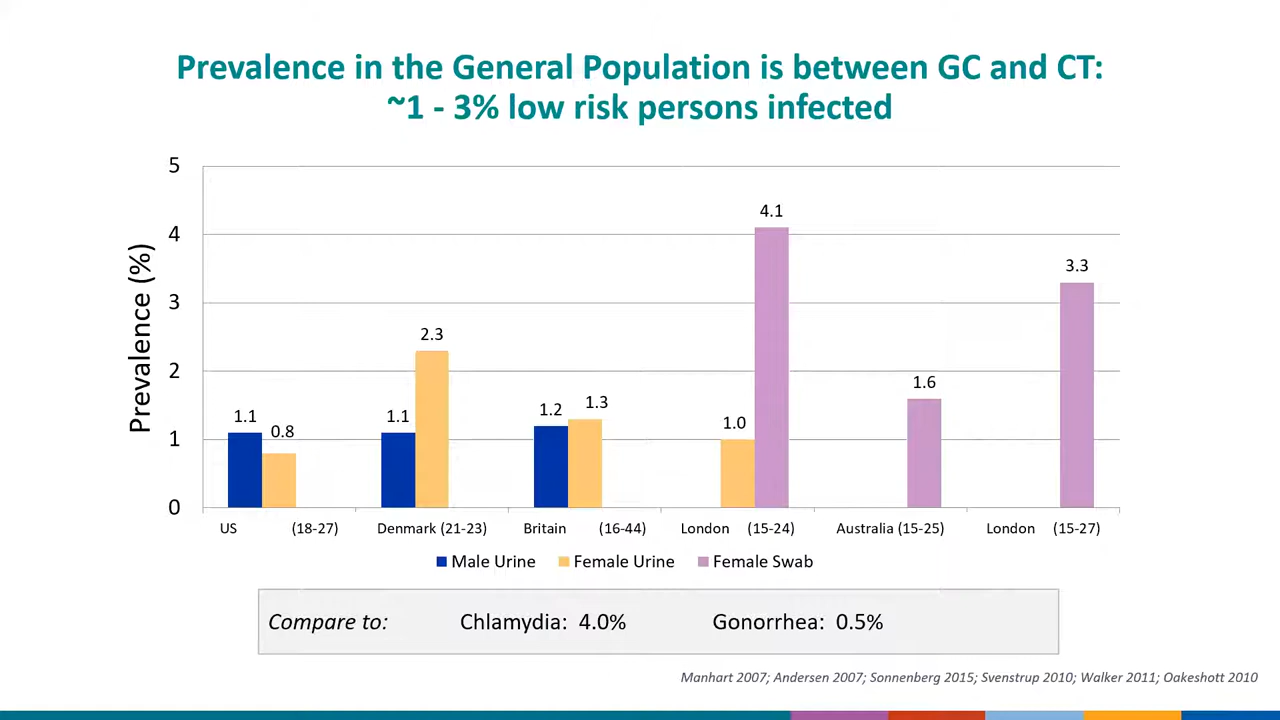 Prevalence in the General Population is between GC and CT:
~1 - 3% low risk persons infected
Prevalence (%)
5
4
3
2
1
0
1.1
0.8
1.1
2.3
1.2
1.3
1.0
4.1
1.6
3.3
US (18-27)
Denmark (21-23)
Britain (16-44)
London (15-24)
Australia (15-25)
London (15-27)
Male Urine
Female Urine
Female Swab
Compare to: Chlamydia: 4.0% Gonorrhea: 0.5%
Manhart 2007; Andersen 2007; Sonnenberg 2015; Svenstrup 2010; Walker 2011; Oakeshott 2010